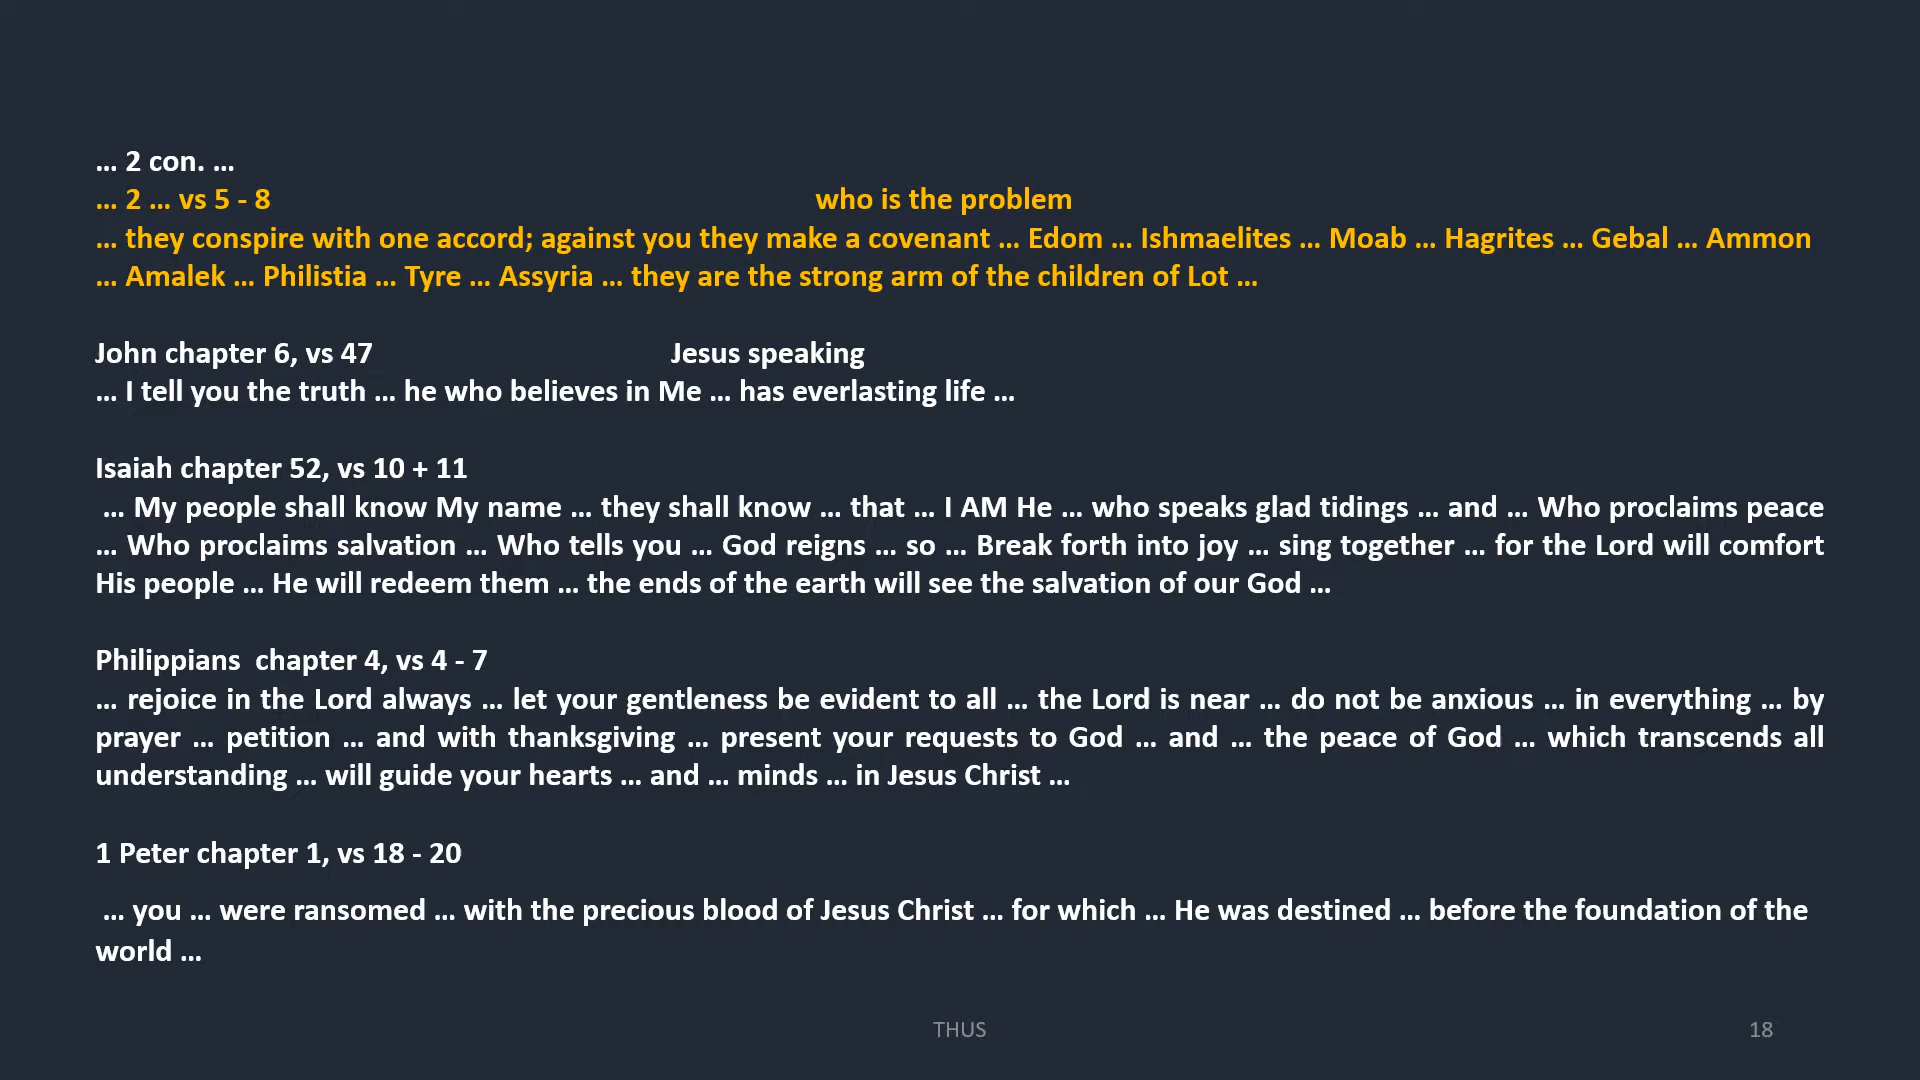 ... 2 con. ...
... 2 ... vs 5 - 8 who is the problem
... they conspire with one accord; against you they make a covenant ... Edom ... Ishmaelites ... Moab ... Hagrites ... Gebal ... Ammon
... Amalek ... Philistia ... Tyre ... Assyria ... they are the strong arm of the children of Lot ...
John chapter 6, vs 47 Jesus speaking
... I tell you the truth ... he who believes in Me ... has everlasting life ...
Isaiah chapter 52, vs 10 + 11
... My people shall know My name ... they shall know ... that ... I AM He ... who speaks glad tidings ... and ... Who proclaims peace
... Who proclaims salvation ... Who tells you ... God reigns ... so ... Break forth into joy ... sing together ... for the Lord will comfort
His people ... He will redeem them ... the ends of the earth will see the salvation of our God ...
Philippians  chapter 4, vs 4 - 7
... rejoice in the Lord always ... let your gentleness be evident to all ... the Lord is near ... do not be anxious ... in everything ... by
prayer ... petition ... and with thanksgiving ... present your requests to God ... and ... the peace of God ... which transcends all
understanding ... will guide your hearts ... and ... minds ... in Jesus Christ ...
1 Peter chapter 1, vs 18 - 20
... you ... were ransomed ... with the precious blood of Jesus Christ ... for which ... He was destined ... before the foundation of the
world ...
THUS 18